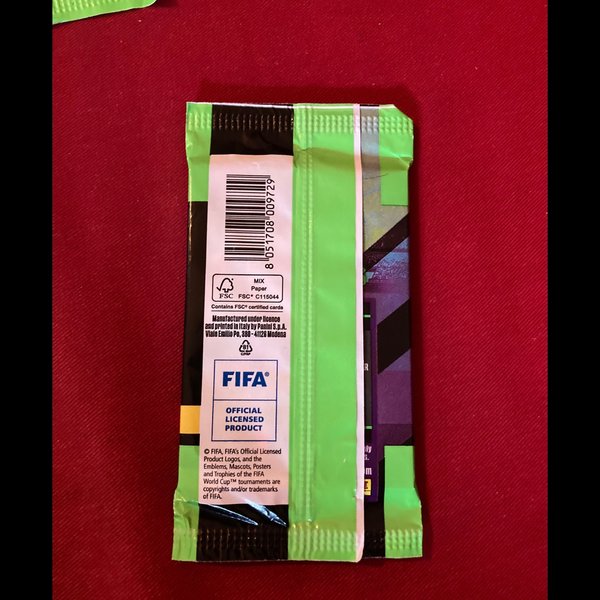 8 051708 009729
FSC
MIX
Paper
FSC® C115044
Contains FSC® certified cards
Manufactured under licence
and printed in Italy by Panini S.p.A.
Viale Emilio Po, 380 - 41126 Modena
81
C/PAP
FIFA®
OFFICIAL
LICENSED
PRODUCT
© FIFA, FIFA's Official Licensed
Product Logos, and the
Emblems, Mascots, Posters
and Trophies of the FIFA
World Cup™ tournaments are
copyrights and/or trademarks
of FIFA.